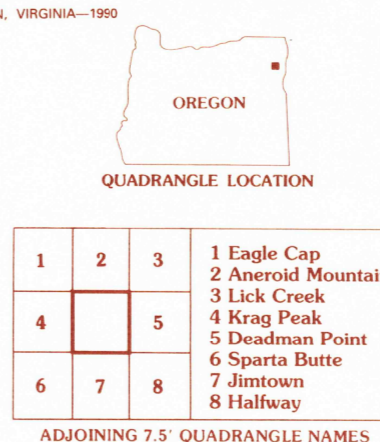 N, VIRGINIA—1990
OREGON
QUADRANGLE LOCATION
1 2 3
4 5
6 7 8
1 Eagle Cap
2 Aneroid Mountai
3 Lick Creek
4 Krag Peak
5 Deadman Point
6 Sparta Butte
7 Jimtown
8 Halfway
ADJOINING 7.5' QUADRANGLE NAMES